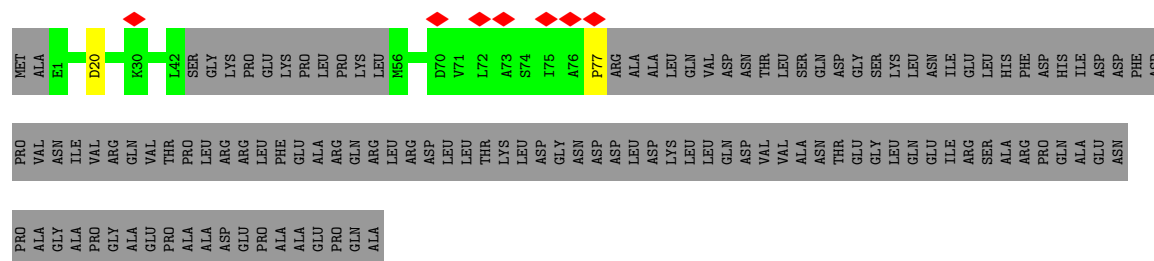 MET ALA E1 D20 K30 L42 SER GLY LYS PRO GLU LYS PRO LEU PRO LYS LEU M56 D70 V71 L72 A73 S74 I75 A76 P77 ARG ALA ALA LEU GLN VAL ASP ASN THR LEU SER GLN ASP GLY SER LYS LEU ASN ILE GLU LEU HIS PHE ASP HIS ILE ASP ASP PHE ASP
PRO VAL ASN ILE VAL ARG GLN VAL THR PRO LEU ARG ARG LEU PHE GLU ALA ARG GLN ARG LEU ARG ASP LEU LEU THR LYS LEU ASP GLY ASN ASP ASP LEU ASP LYS LEU LEU GLN ASP VAL VAL ALA ASN THR GLU GLY LEU GLN GLU ILE ARG SER ALA ARG PRO GLN ALA GLU ASN
PRO ALA GLY ALA PRO GLY ALA GLU PRO ALA ALA ASP GLU PRO ALA ALA GLU PRO GLN ALA